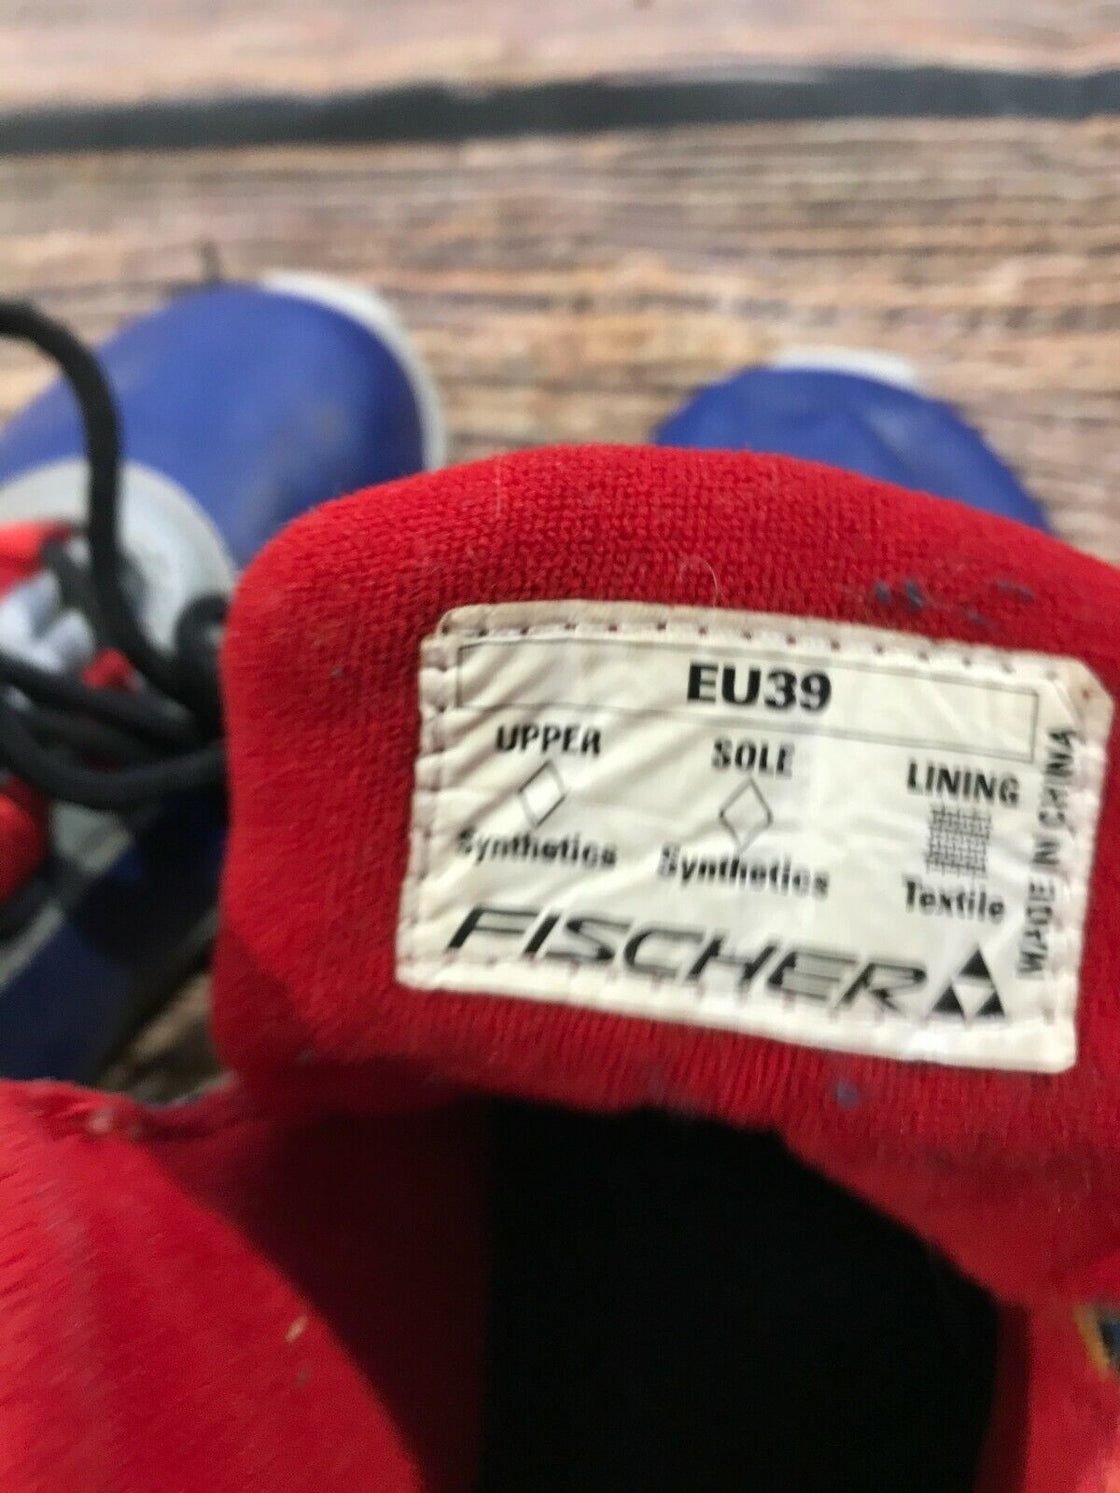 EU39
UPPER SOLE LINING
Synthetics Synthetics Textile
FISCHER
MADE IN CHINA